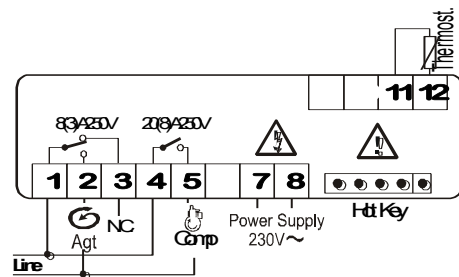 Thermost.
11 12
8(3)A250V 20(8)A250V
1 2 3 4 5 7 8
Agt NC Comp Power Supply 230V～ Hot Key
Line